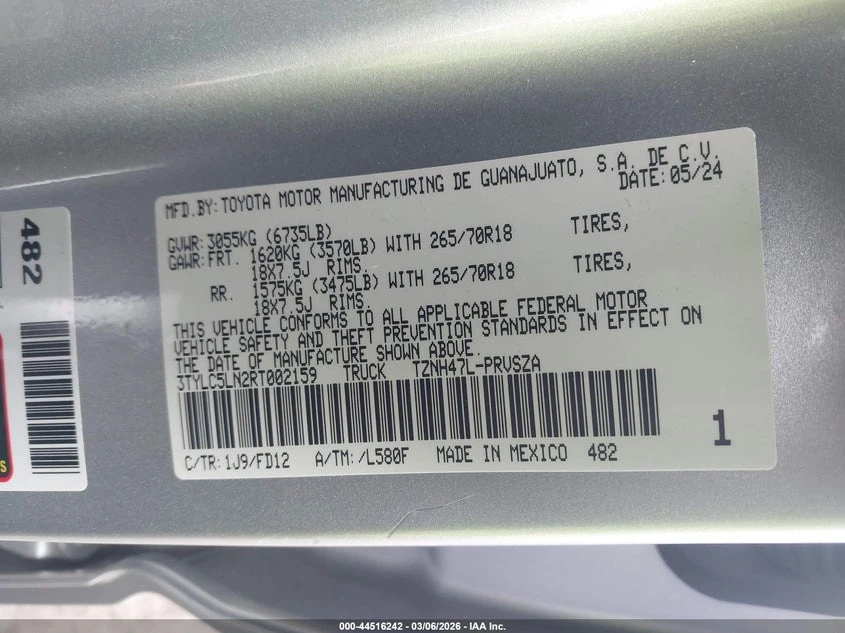 MFD.BY:TOYOTA MOTOR MANUFACTURING DE GUANAJUATO, S.A. DE C.V.
DATE:05/24
GVWR:3055KG (6735LB)
GAWR:FRT. 1620KG (3570LB) WITH 265/70R18 TIRES,
18X7.5J RIMS.
RR. 1575KG (3475LB) WITH 265/70R18 TIRES,
18X7.5J RIMS.
THIS VEHICLE CONFORMS TO ALL APPLICABLE FEDERAL MOTOR
VEHICLE SAFETY AND THEFT PREVENTION STANDARDS IN EFFECT ON
THE DATE OF MANUFACTURE SHOWN ABOVE.
3TYLC5LN2RT002159 TRUCK TZNH47L-PRVSZA
C/TR:1J9/FD12 A/TM:/L580F MADE IN MEXICO 482
1
482
000-44516242 - 03/06/2026 - IAA Inc.